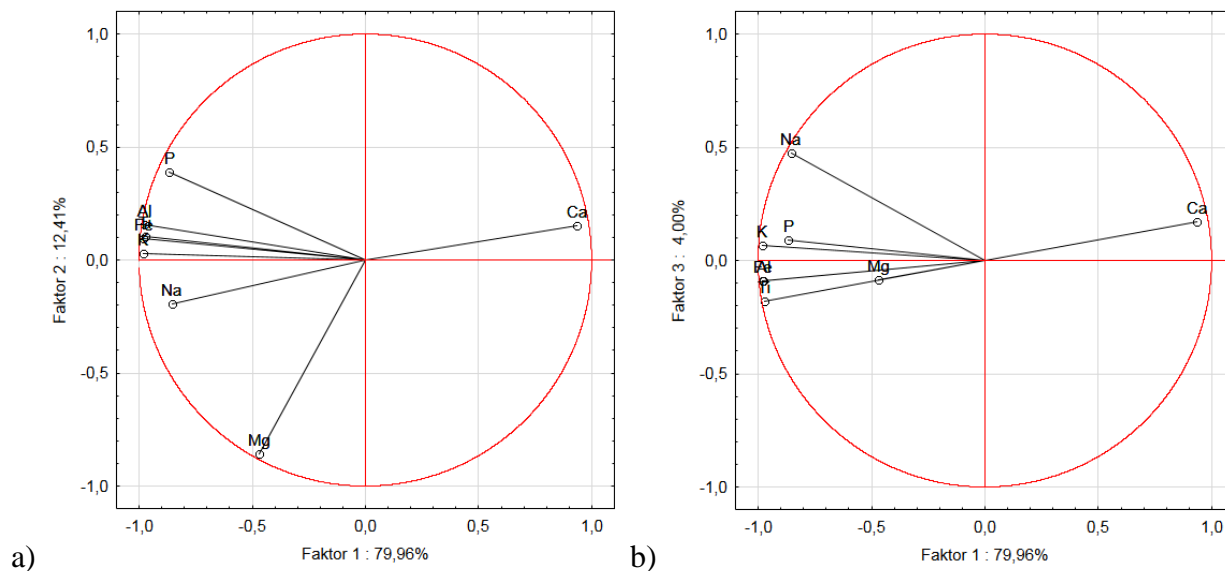 1,0
0,5
0,0
-0,5
-1,0
Faktor 2 : 12,41%
P
Al
K
Na
Mg
Ca
-1,0 -0,5 0,0 0,5 1,0
Faktor 1 : 79,96%
a)
1,0
0,5
0,0
-0,5
-1,0
Faktor 3 : 4,00%
Na
K
P
Al
Ti
Mg
Ca
-1,0 -0,5 0,0 0,5 1,0
Faktor 1 : 79,96%
b)